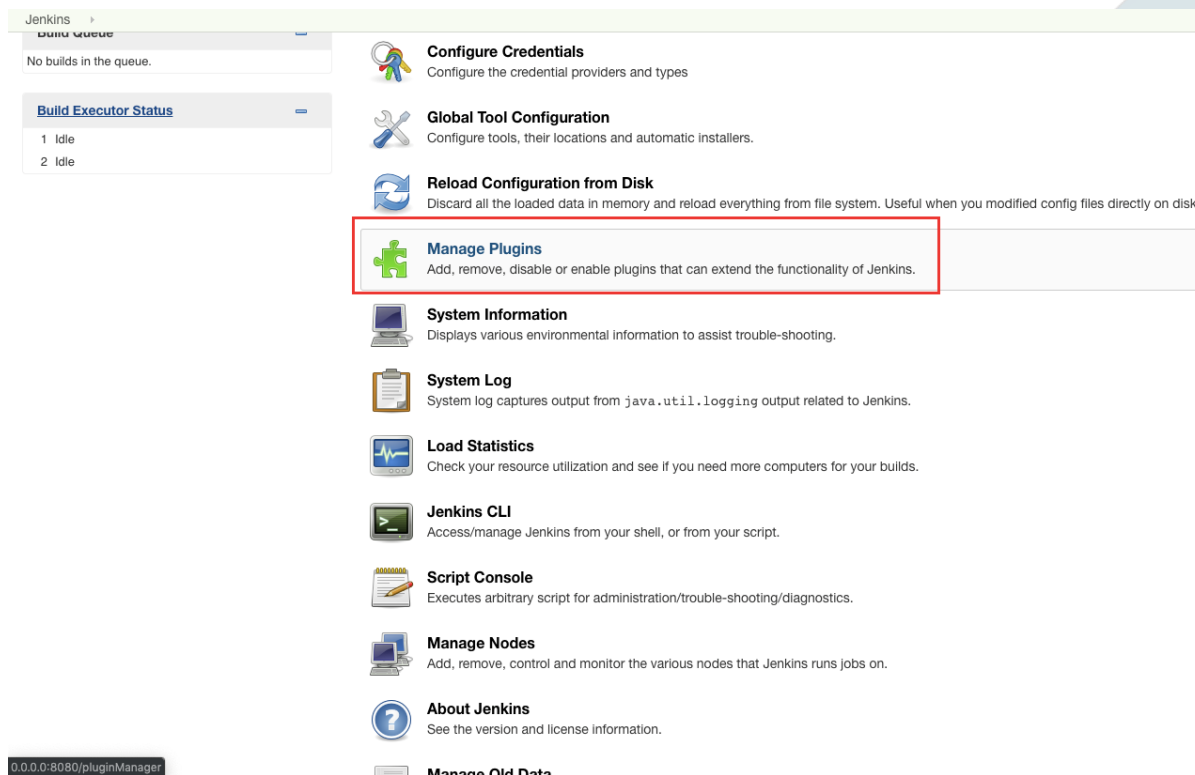 Jenkins
Build Queue
No builds in the queue.
Build Executor Status
1 Idle
2 Idle
Configure Credentials
Configure the credential providers and types
Global Tool Configuration
Configure tools, their locations and automatic installers.
Reload Configuration from Disk
Discard all the loaded data in memory and reload everything from file system. Useful when you modified config files directly on disk
Manage Plugins
Add, remove, disable or enable plugins that can extend the functionality of Jenkins.
System Information
Displays various environmental information to assist trouble-shooting.
System Log
System log captures output from java.util.logging output related to Jenkins.
Load Statistics
Check your resource utilization and see if you need more computers for your builds.
Jenkins CLI
Access/manage Jenkins from your shell, or from your script.
Script Console
Executes arbitrary script for administration/trouble-shooting/diagnostics.
Manage Nodes
Add, remove, control and monitor the various nodes that Jenkins runs jobs on.
About Jenkins
See the version and license information.
Manage Old Data
0.0.0.0:8080/pluginManager